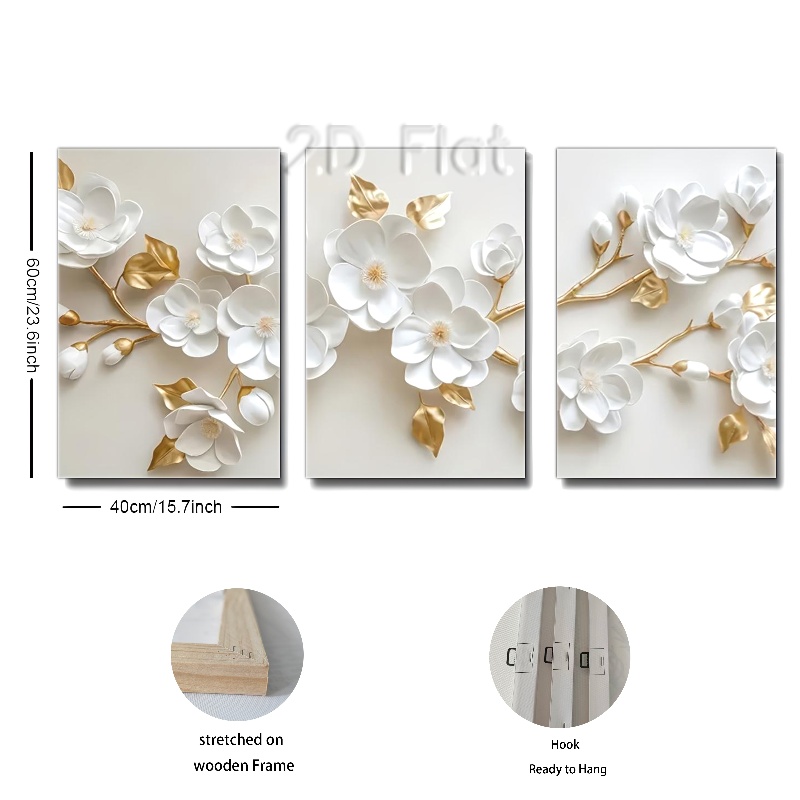 2D Flat
60cm/23.6inch
40cm/15.7inch
stretched on
wooden Frame
Hook
Ready to Hang